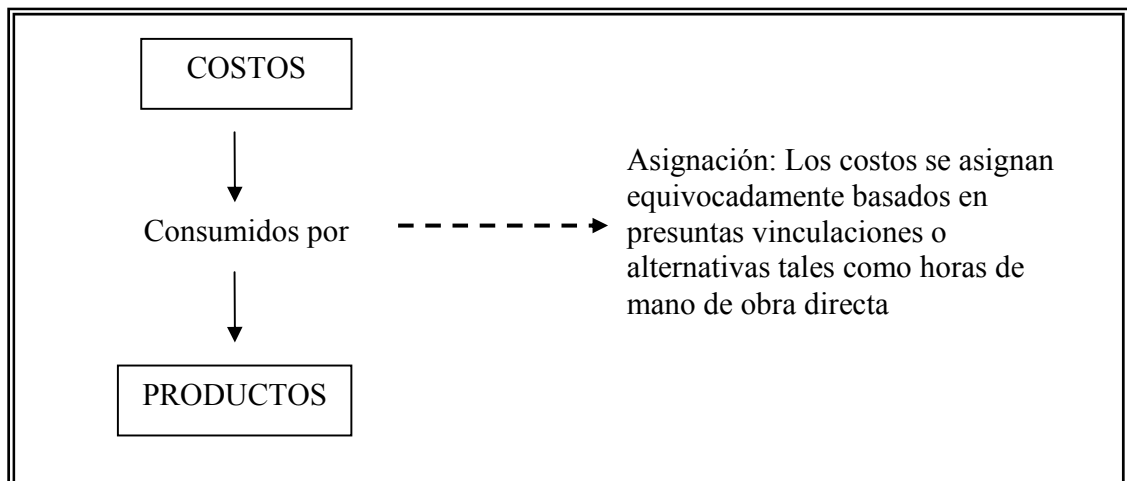 COSTOS
Consumidos por
PRODUCTOS
Asignación: Los costos se asignan
equivocadamente basados en
presuntas vinculaciones o
alternativas tales como horas de
mano de obra directa